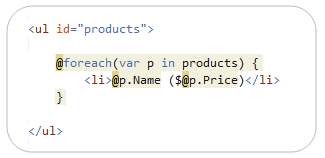 <ul id="products">
@foreach(var p in products) {
<li>@p.Name ($@p.Price)</li>
}
</ul>